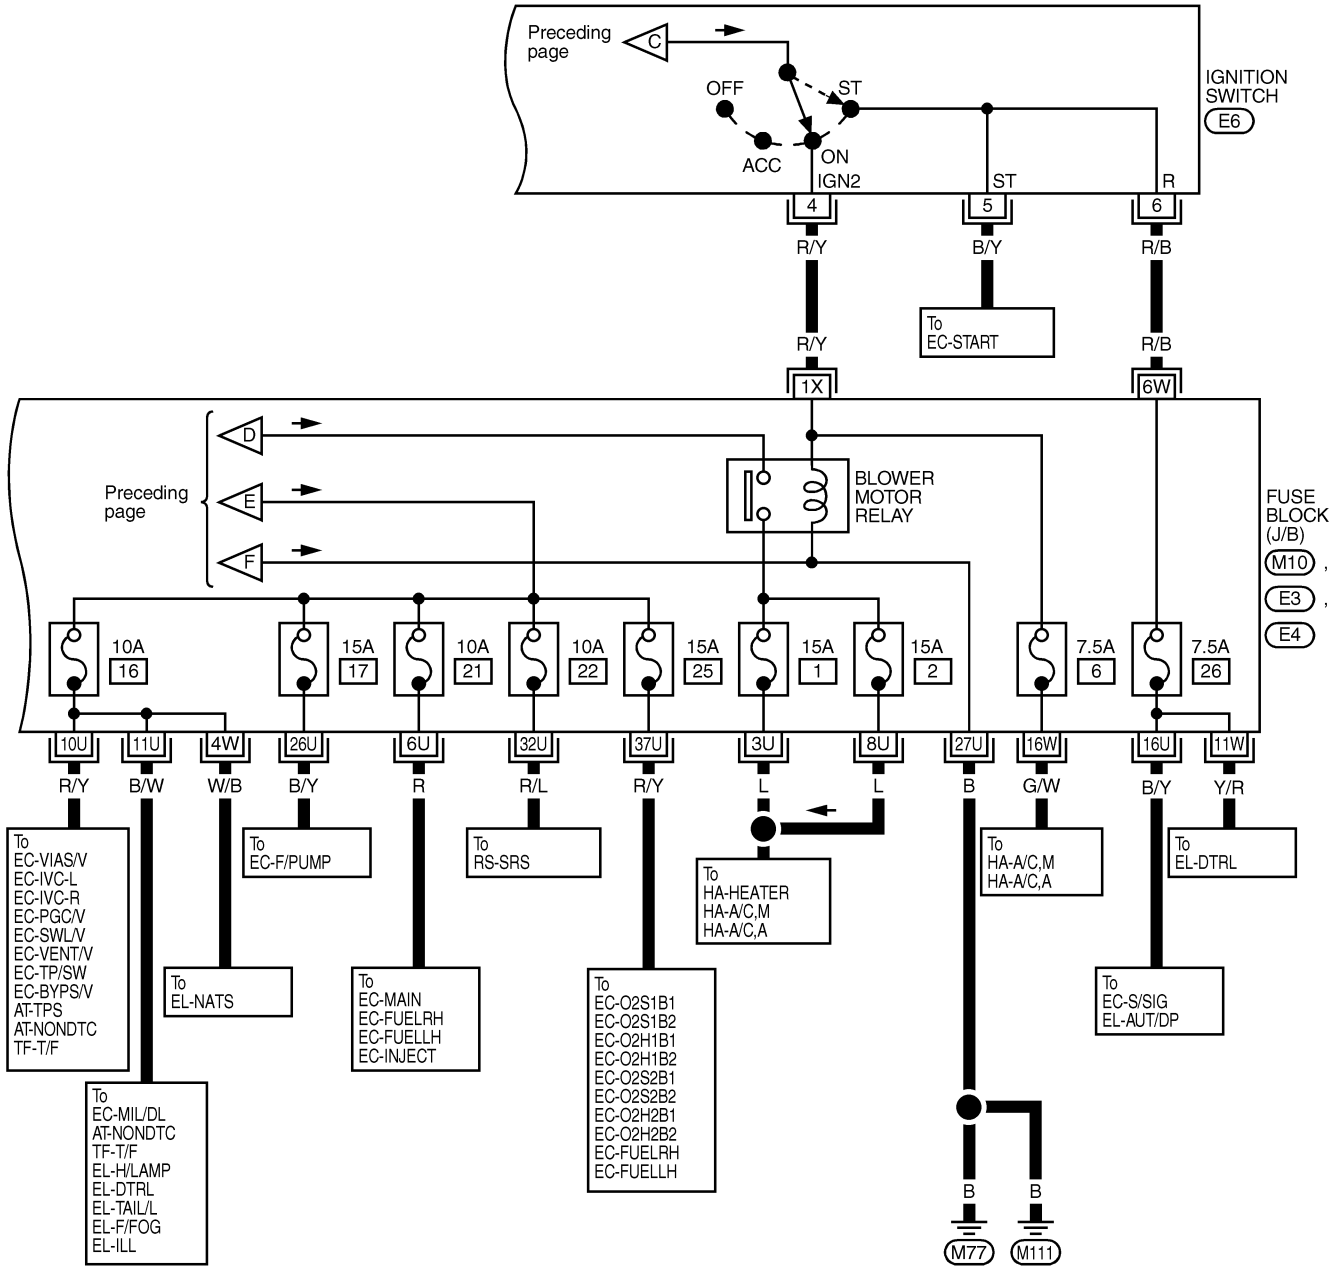 Preceding
page
C
OFF
ST
ACC
ON
IGN2
ST
R
IGNITION
SWITCH
E6
4
5
6
R/Y
B/Y
R/B
To
EC-START
R/Y
R/B
1X
6W
Preceding
page
D
E
F
BLOWER
MOTOR
RELAY
FUSE
BLOCK
(J/B)
M10 ,
E3 ,
E4
10A
16
15A
17
10A
21
10A
22
15A
25
15A
1
15A
2
7.5A
6
7.5A
26
10U
11U
4W
26U
6U
32U
37U
3U
8U
27U
16W
16U
11W
R/Y
B/W
W/B
B/Y
R
R/L
R/Y
L
L
B
G/W
B/Y
Y/R
To
EC-VIAS/V
EC-IVC-L
EC-IVC-R
EC-PGC/V
EC-SWL/V
EC-VENT/V
EC-TP/SW
EC-BYPS/V
AT-TPS
AT-NONDTC
TF-T/F
To
EC-MIL/DL
AT-NONDTC
TF-T/F
EL-H/LAMP
EL-DTRL
EL-TAIL/L
EL-F/FOG
EL-ILL
To
EL-NATS
To
EC-F/PUMP
To
EC-MAIN
EC-FUELRH
EC-FUELLH
EC-INJECT
To
RS-SRS
To
EC-O2S1B1
EC-O2S1B2
EC-O2H1B1
EC-O2H1B2
EC-O2S2B1
EC-O2S2B2
EC-O2H2B1
EC-O2H2B2
EC-FUELRH
EC-FUELLH
To
HA-HEATER
HA-A/C,M
HA-A/C,A
To
HA-A/C,M
HA-A/C,A
To
EC-S/SIG
EL-AUT/DP
To
EL-DTRL
B
B
M77
M111